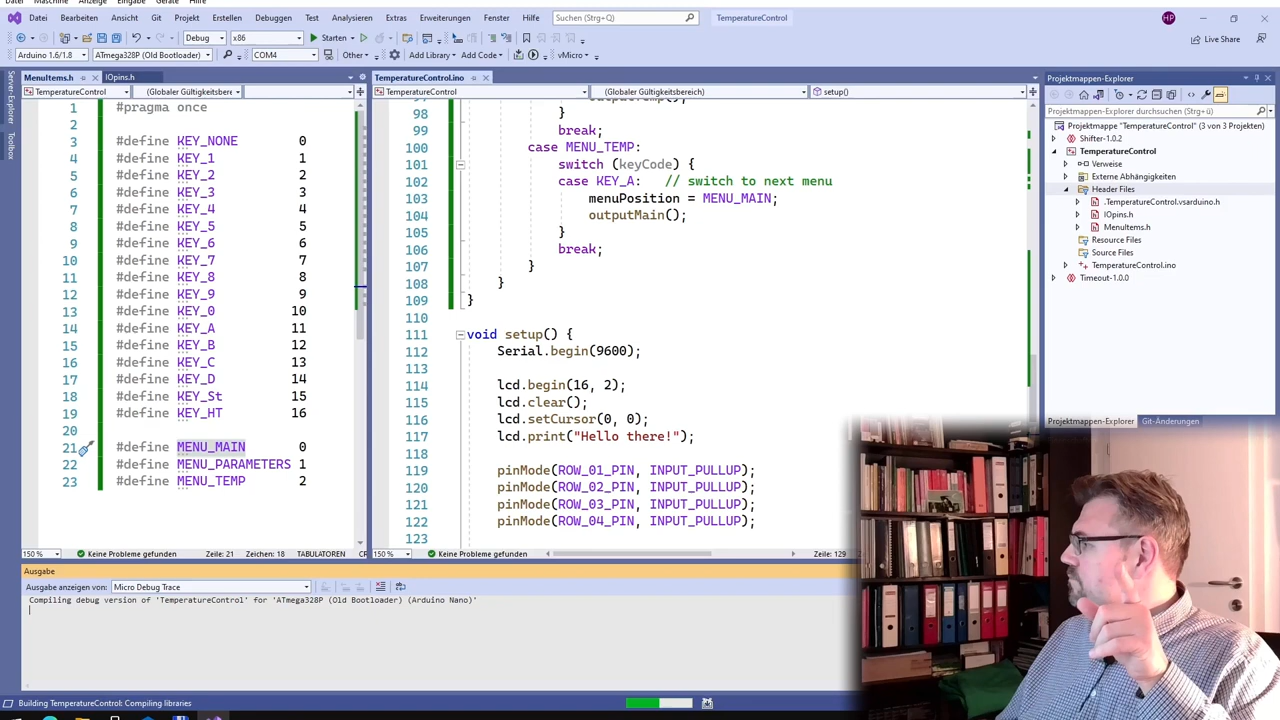 Datei Bearbeiten Ansicht Git Projekt Erstellen Debuggen Test Analysieren Extras Erweiterungen Fenster Hilfe Suchen (Strg+Q) TemperatureControl HP
Debug x86 Starten Live Share
Arduino 1.6/1.8 ATmega328P (Old Bootloader) COM4 Other Add Library Add Code vMicro
Server-Explorer
Toolbox
MenuItems.h IOpins.h
TemperatureControl (Globaler Gültigkeitsbere
1 #pragma once
2
3 #define KEY_NONE 0
4 #define KEY_1 1
5 #define KEY_2 2
6 #define KEY_3 3
7 #define KEY_4 4
8 #define KEY_5 5
9 #define KEY_6 6
10 #define KEY_7 7
11 #define KEY_8 8
12 #define KEY_9 9
13 #define KEY_0 10
14 #define KEY_A 11
15 #define KEY_B 12
16 #define KEY_C 13
17 #define KEY_D 14
18 #define KEY_St 15
19 #define KEY_HT 16
20
21 #define MENU_MAIN 0
22 #define MENU_PARAMETERS 1
23 #define MENU_TEMP 2
150 % Keine Probleme gefunden Zeile: 21 Zeichen: 18 TABULATOREN CR
TemperatureControl.ino
TemperatureControl (Globaler Gültigkeitsbereich) setup()
98 }
99 break;
100 case MENU_TEMP:
101 switch (keyCode) {
102 case KEY_A: // switch to next menu
103 menuPosition = MENU_MAIN;
104 outputMain();
105 }
106 break;
107 }
108 }
109 }
110
111 void setup() {
112 Serial.begin(9600);
113
114 lcd.begin(16, 2);
115 lcd.clear();
116 lcd.setCursor(0, 0);
117 lcd.print("Hello there!");
118
119 pinMode(ROW_01_PIN, INPUT_PULLUP);
120 pinMode(ROW_02_PIN, INPUT_PULLUP);
121 pinMode(ROW_03_PIN, INPUT_PULLUP);
122 pinMode(ROW_04_PIN, INPUT_PULLUP);
123
150 % Keine Probleme gefunden Zeile: 129
Projektmappen-Explorer
Projektmappen-Explorer durchsuchen (Strg+ü)
Projektmappe "TemperatureControl" (3 von 3 Projekten)
Shifter-1.0.2
TemperatureControl
Verweise
Externe Abhängigkeiten
Header Files
.TemperatureControl.vsarduino.h
IOpins.h
MenuItems.h
Resource Files
Source Files
TemperatureControl.ino
Timeout-1.0.0
Projektmappen-Explorer Git-Änderungen
Ausgabe
Ausgabe anzeigen von: Micro Debug Trace
Compiling debug version of 'TemperatureControl' for 'ATmega328P (Old Bootloader) (Arduino Nano)'
Building TemperatureControl: Compiling libraries